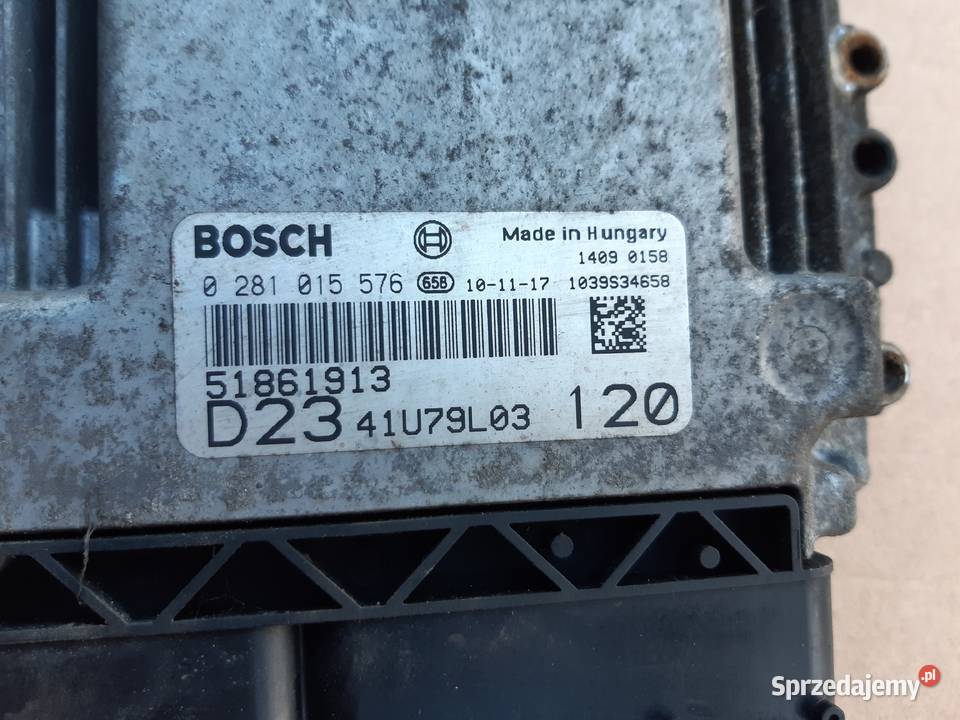 BOSCH Made in Hungary
1409 0158
0 281 015 576 658 10-11-17 1039S34658
51861913
D23 41U79L03 120
Sprzedajemy.pl